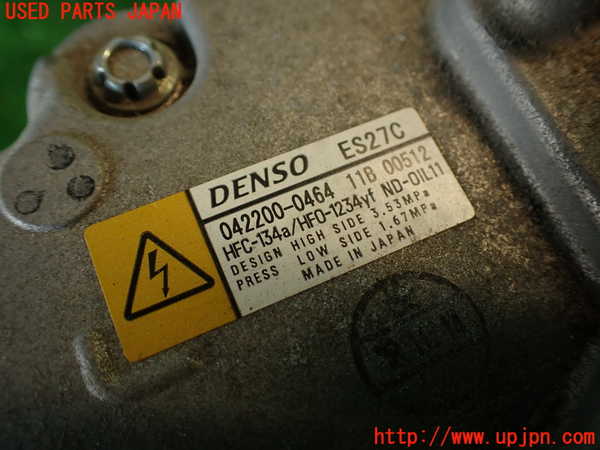 USED PARTS JAPAN
DENSO ES27C
042200-0464 11B 00512
HFC-134a/HFO-1234yf ND-OIL11
DESIGN HIGH SIDE 3.53MPa
PRESS LOW SIDE 1.67MPa
MADE IN JAPAN
http://www.upjpn.com